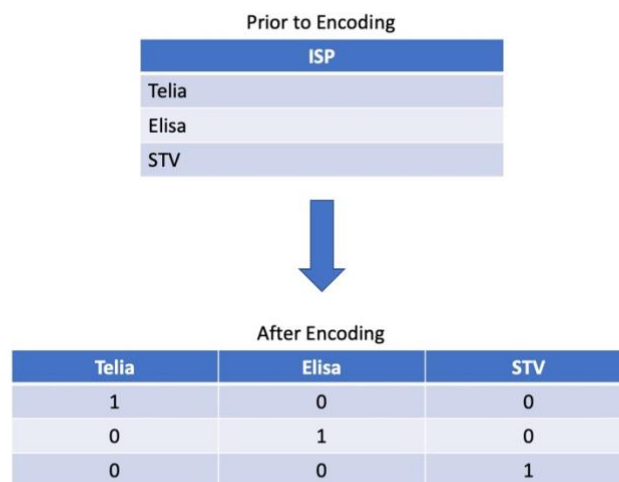 Prior to Encoding
ISP
Telia
Elisa
STV
After Encoding
Telia Elisa STV
1 0 0
0 1 0
0 0 1